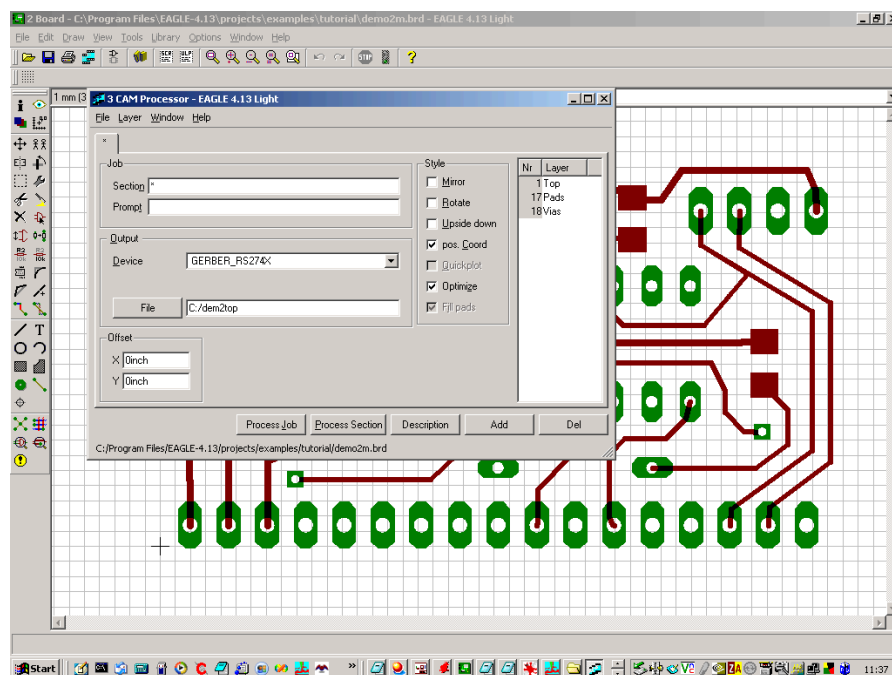 2 Board - C:\Program Files\EAGLE-4.13\projects\examples\tutorial\demo2m.brd - EAGLE 4.13 Light
File Edit Draw View Tools Library Options Window Help
SCR ULP STOP ?
1 mm (3
3 CAM Processor - EAGLE 4.13 Light
File Layer Window Help
*
Job
Section *
Prompt
Output
Device GERBER_RS274X
File C:/dem2top
Offset
X 0inch
Y 0inch
Style
Mirror
Rotate
Upside down
pos. Coord
Quickplot
Optimize
Fill pads
Nr Layer
1 Top
17 Pads
18 Vias
Process Job Process Section Description Add Del
C:/Program Files/EAGLE-4.13/projects/examples/tutorial/demo2m.brd
Start
11:37